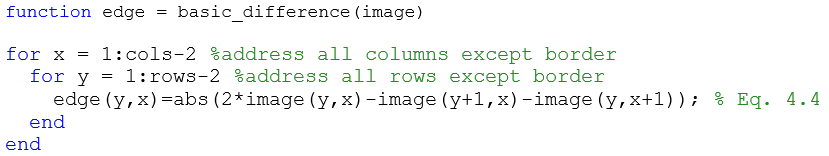 function edge = basic_difference(image)
for x = 1:cols-2 %address all columns except border
for y = 1:rows-2 %address all rows except border
edge(y,x)=abs(2*image(y,x)-image(y+1,x)-image(y,x+1)); % Eq. 4.4
end
end